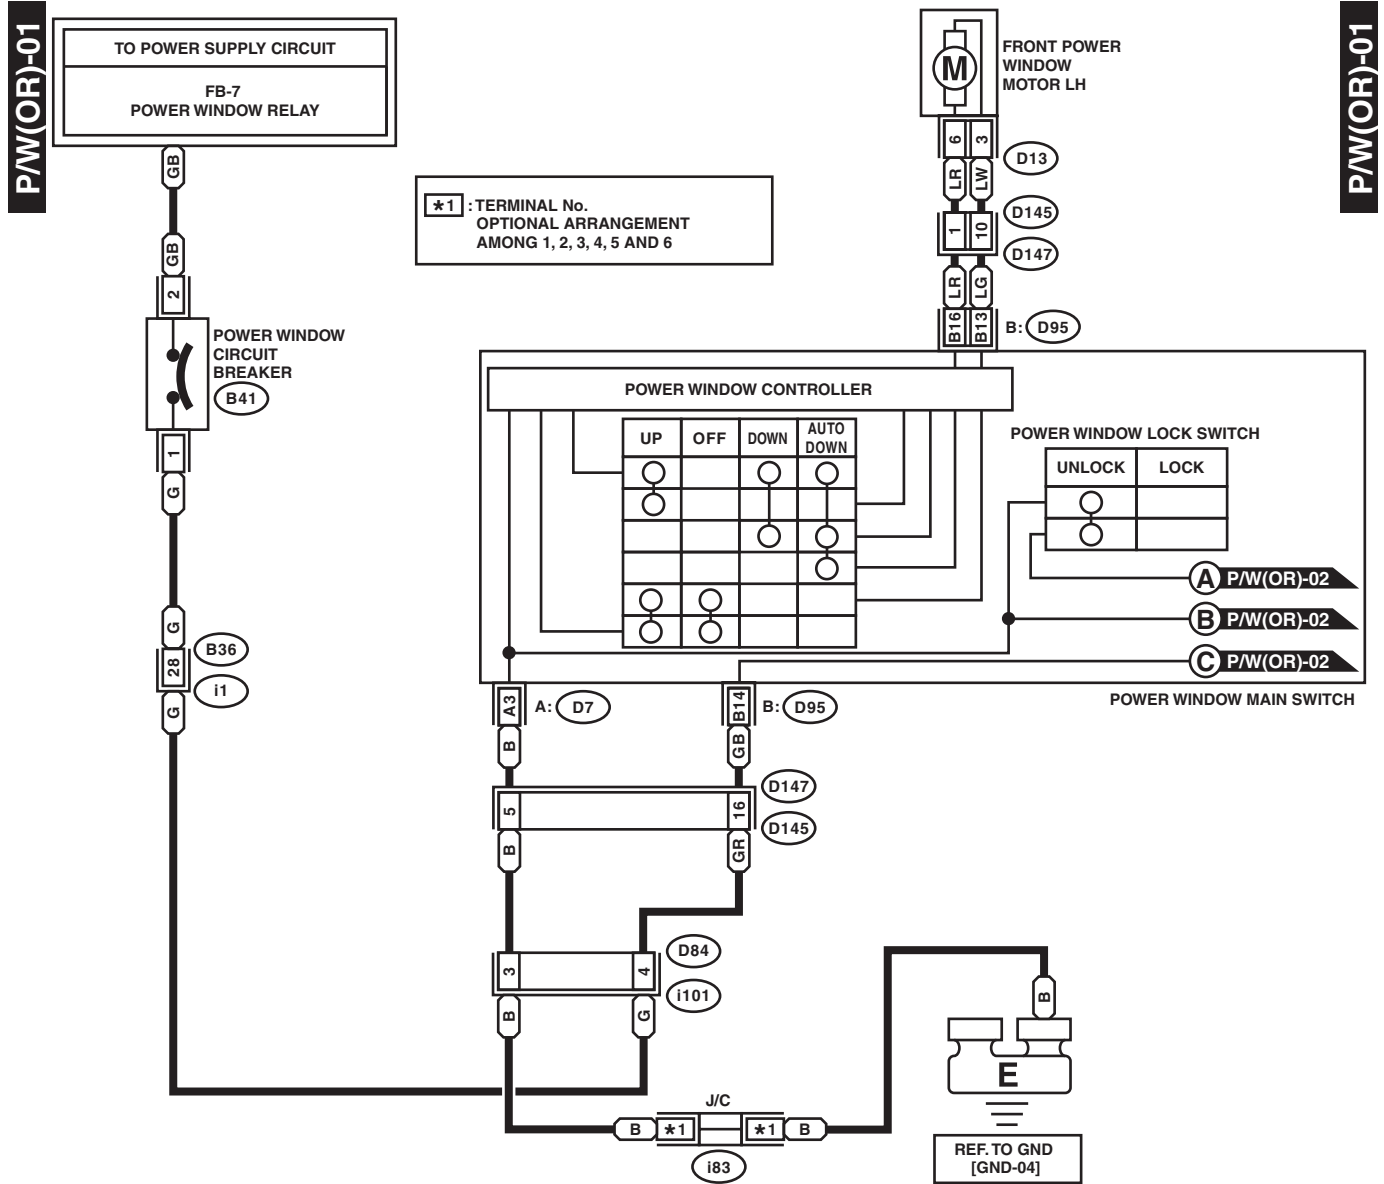 P/W(OR)-01
P/W(OR)-01
TO POWER SUPPLY CIRCUIT
FB-7
POWER WINDOW RELAY
GB
GB
2
POWER WINDOW
CIRCUIT
BREAKER
B41
1
G
G
B36
28
i1
G
*1 : TERMINAL No.
OPTIONAL ARRANGEMENT
AMONG 1, 2, 3, 4, 5 AND 6
M
FRONT POWER
WINDOW
MOTOR LH
6 3
D13
LR LW
D145
1 10
D147
LR LG
B16 B13 B: D95
POWER WINDOW CONTROLLER
UP OFF DOWN AUTO
DOWN
POWER WINDOW LOCK SWITCH
UNLOCK LOCK
A P/W(OR)-02
B P/W(OR)-02
C P/W(OR)-02
POWER WINDOW MAIN SWITCH
A3 A: D7
B14 B: D95
B GB
D147
5 16
D145
B GR
D84
3 4
i101
B G
J/C
B *1 *1 B
i83
B
E
REF. TO GND
[GND-04]